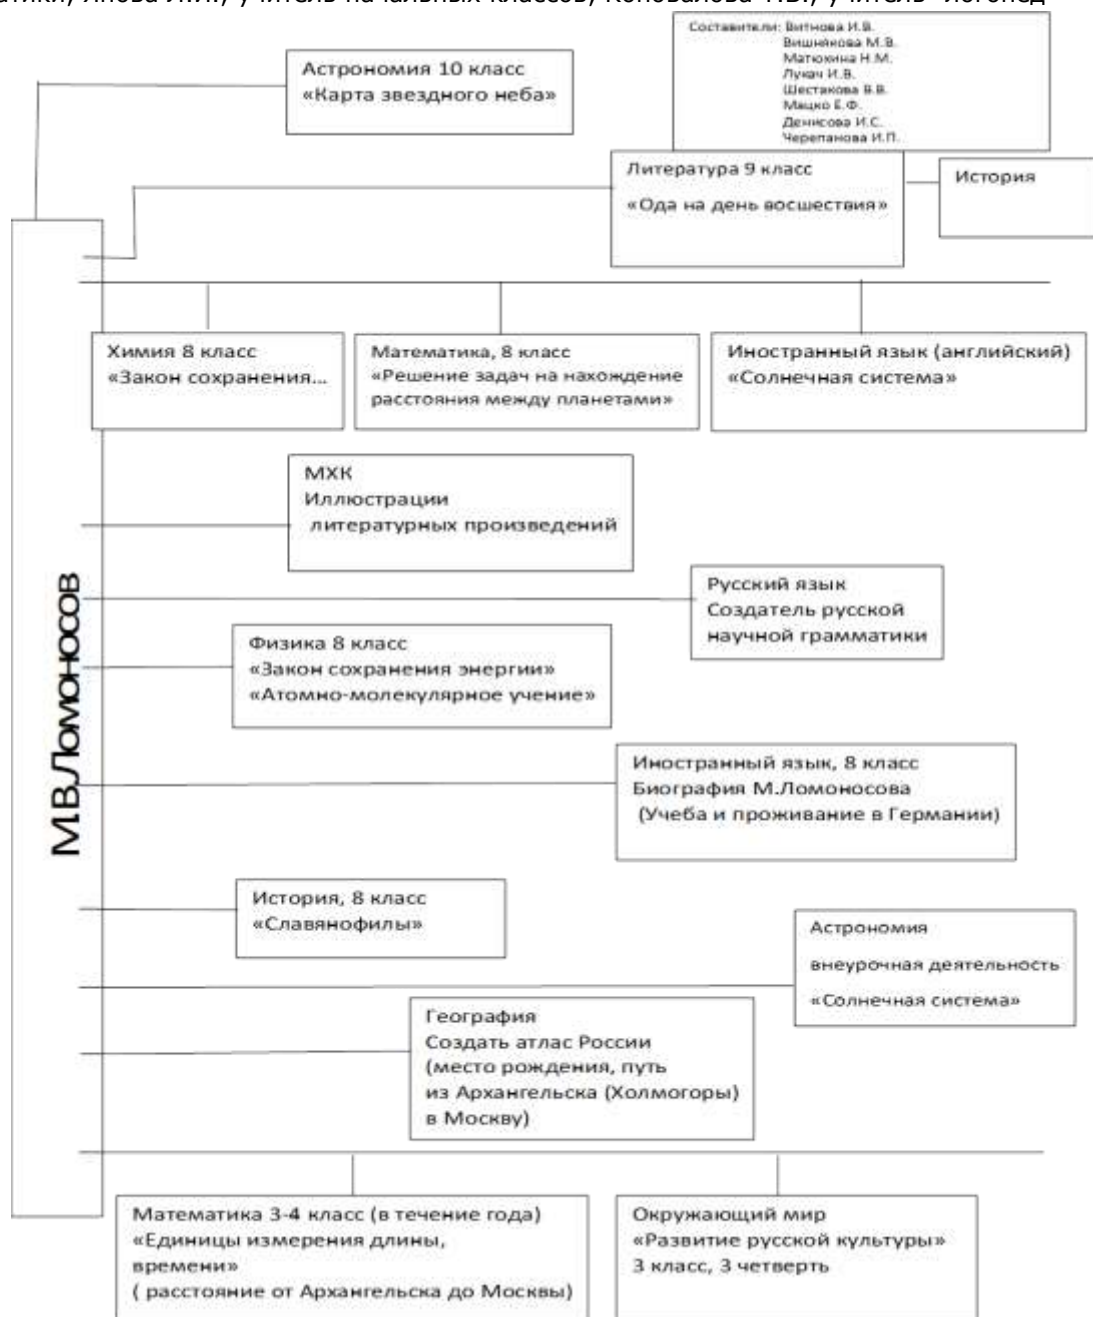 учитель начальных классов, Коновалова
учитель- логопед
Составители: Витнова И.В.
Вишнякова М.В.
Матюхина Н.М.
Лукач И.В.
Шестакова В.В.
Мацко Е.Ф.
Денисова И.С.
Черепанова И.П.
Астрономия 10 класс
«Карта звездного неба»
Литература 9 класс
«Ода на день восшествия»
История
Химия 8 класс
«Закон сохранения…
Математика, 8 класс
«Решение задач на нахождение
расстояния между планетами»
Иностранный язык (английский)
«Солнечная система»
МХК
Иллюстрации
литературных произведений
Русский язык
Создатель русской
научной грамматики
Физика 8 класс
«Закон сохранения энергии»
«Атомно-молекулярное учение»
М.В.Ломоносов
Иностранный язык, 8 класс
Биография М.Ломоносова
(Учеба и проживание в Германии)
История, 8 класс
«Славянофилы»
Астрономия
внеурочная деятельность
«Солнечная система»
География
Создать атлас России
(место рождения, путь
из Архангельска (Холмогоры)
в Москву)
Математика 3-4 класс (в течение года)
«Единицы измерения длины,
времени»
( расстояние от Архангельска до Москвы)
Окружающий мир
«Развитие русской культуры»
3 класс, 3 четверть